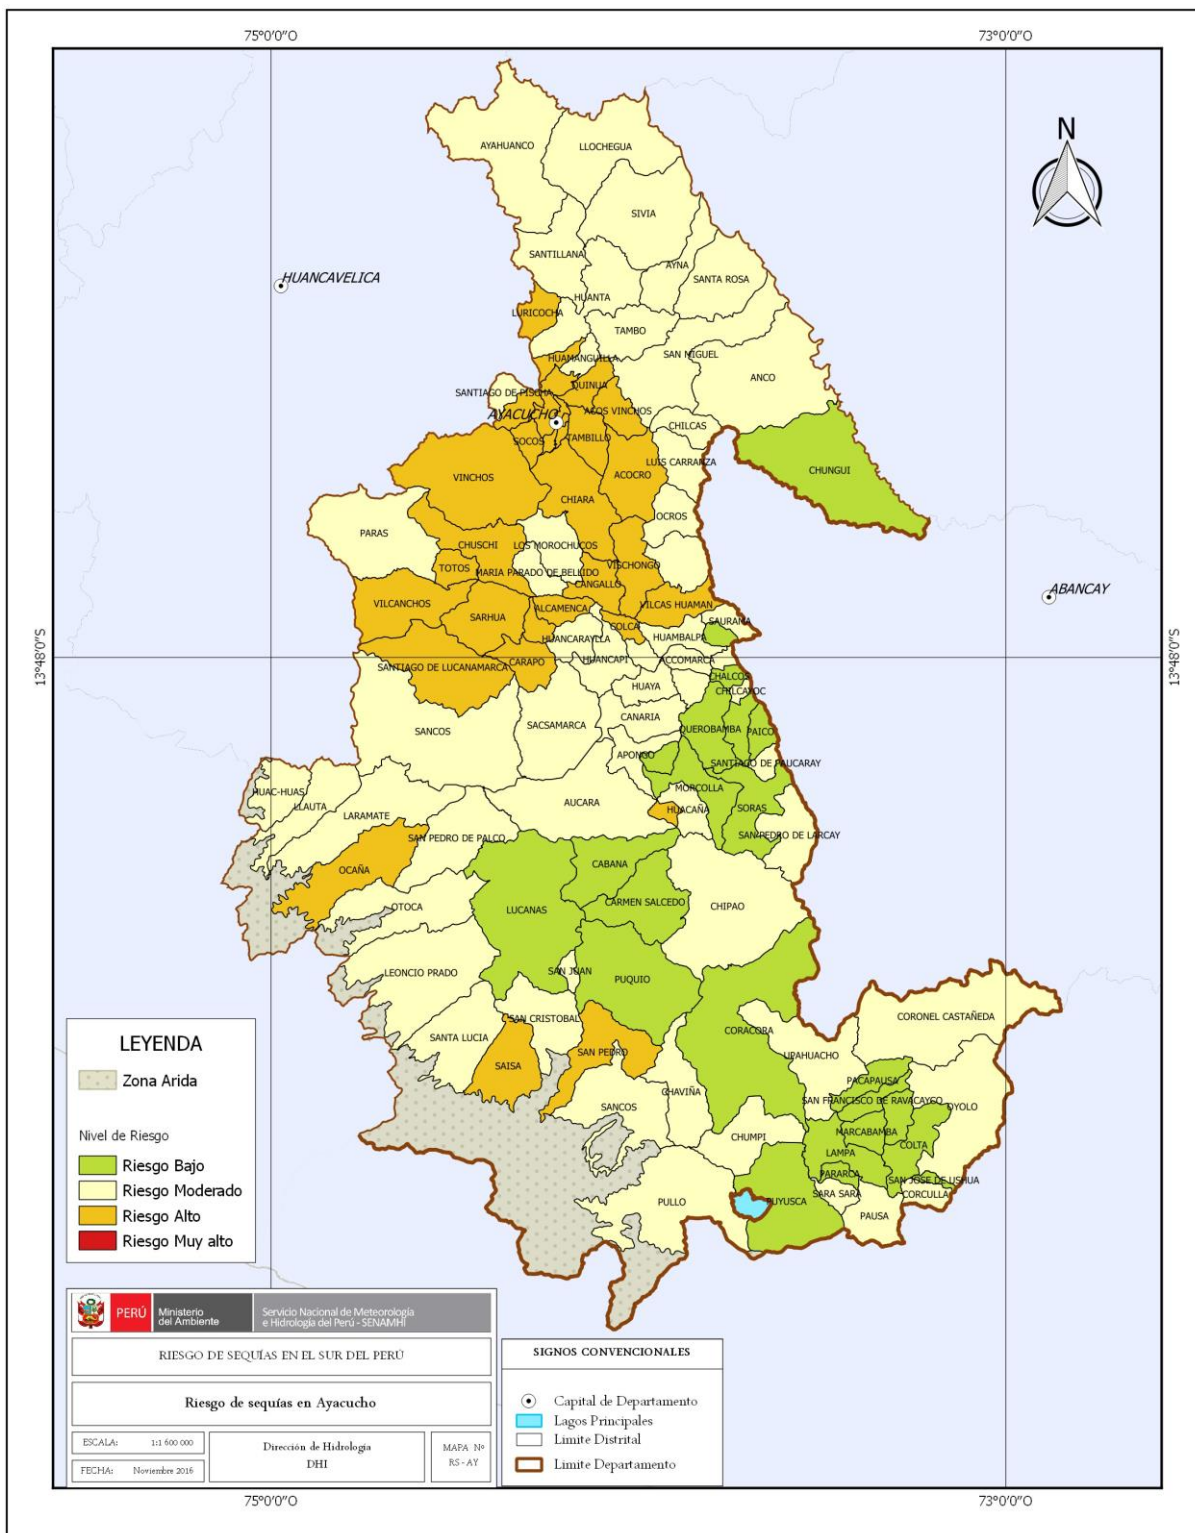 75°0'0"O
73°0'0"O
N
AYAHUANCO
LLOCHEGUA
SIVIA
SANTILLANA
AYNA
SANTA ROSA
HUANCAVELICA
HUANTA
LURICOCHA
TAMBO
SAN MIGUEL
HUAMANGUILLA
ANCO
SANTIAGO DE PISCHA
QUINUA
AYACUCHO
ACOS VINCHOS
CHILCAS
SOCOS
TAMBILLO
LUIS CARRANZA
CHUNGUI
VINCHOS
ACOCRO
CHIARA
OCROS
PARAS
CHUSCHI
LOS MOROCHUCOS
TOTOS
MARIA PARADO DE BELLIDO
VISCHONGO
CANGALLO
ABANCAY
VILCANCHOS
SARHUA
ALCAMENCA
VILCAS HUAMAN
COLCA
SAURAMA
HUANCARAYLLA
HUAMBALPA
13°48'0"S
13°48'0"S
SANTIAGO DE LUCANAMARCA
CARAPO
HUANCAPI
ACCOMARCA
CHALCOS
HUAYA
CHILCAYOC
SANCOS
SACSAMARCA
CANARIA
QUEROBAMBA
PAICO
APONGO
SANTIAGO DE PAUCARAY
HUAC-HUAS
LLAUTA
MORCOLLA
LARAMATE
AUCARA
HUACAÑA
SORAS
SAN PEDRO DE PALCO
SAN PEDRO DE LARCAY
OCAÑA
CABANA
OTOCA
LUCANAS
CARMEN SALCEDO
CHIPAO
LEONCIO PRADO
SAN JUAN
PUQUIO
SAN CRISTOBAL
CORONEL CASTAÑEDA
SANTA LUCIA
CORACORA
SAN PEDRO
UPAHUACHO
SAISA
PACAPAUSA
CHAVIÑA
SAN FRANCISCO DE RAVACAYCO
OYOLO
SANCOS
MARCABAMBA
CHUMPI
COLTA
LAMPA
PARARCA
SAN JOSE DE USHUA
PULLO
PUYUSCA
SARA SARA
CORCULLA
PAUSA
LEYENDA
Zona Arida
Nivel de Riesgo
Riesgo Bajo
Riesgo Moderado
Riesgo Alto
Riesgo Muy alto
PERÚ
Ministerio
del Ambiente
Servicio Nacional de Meteorología
e Hidrología del Perú - SENAMHI
RIESGO DE SEQUÍAS EN EL SUR DEL PERÚ
Riesgo de sequías en Ayacucho
ESCALA: 1:1 600 000
Dirección de Hidrología
DHI
MAPA Nº
RS - AY
FECHA: Noviembre 2016
SIGNOS CONVENCIONALES
Capital de Departamento
Lagos Principales
Limite Distrital
Limite Departamento
75°0'0"O
73°0'0"O